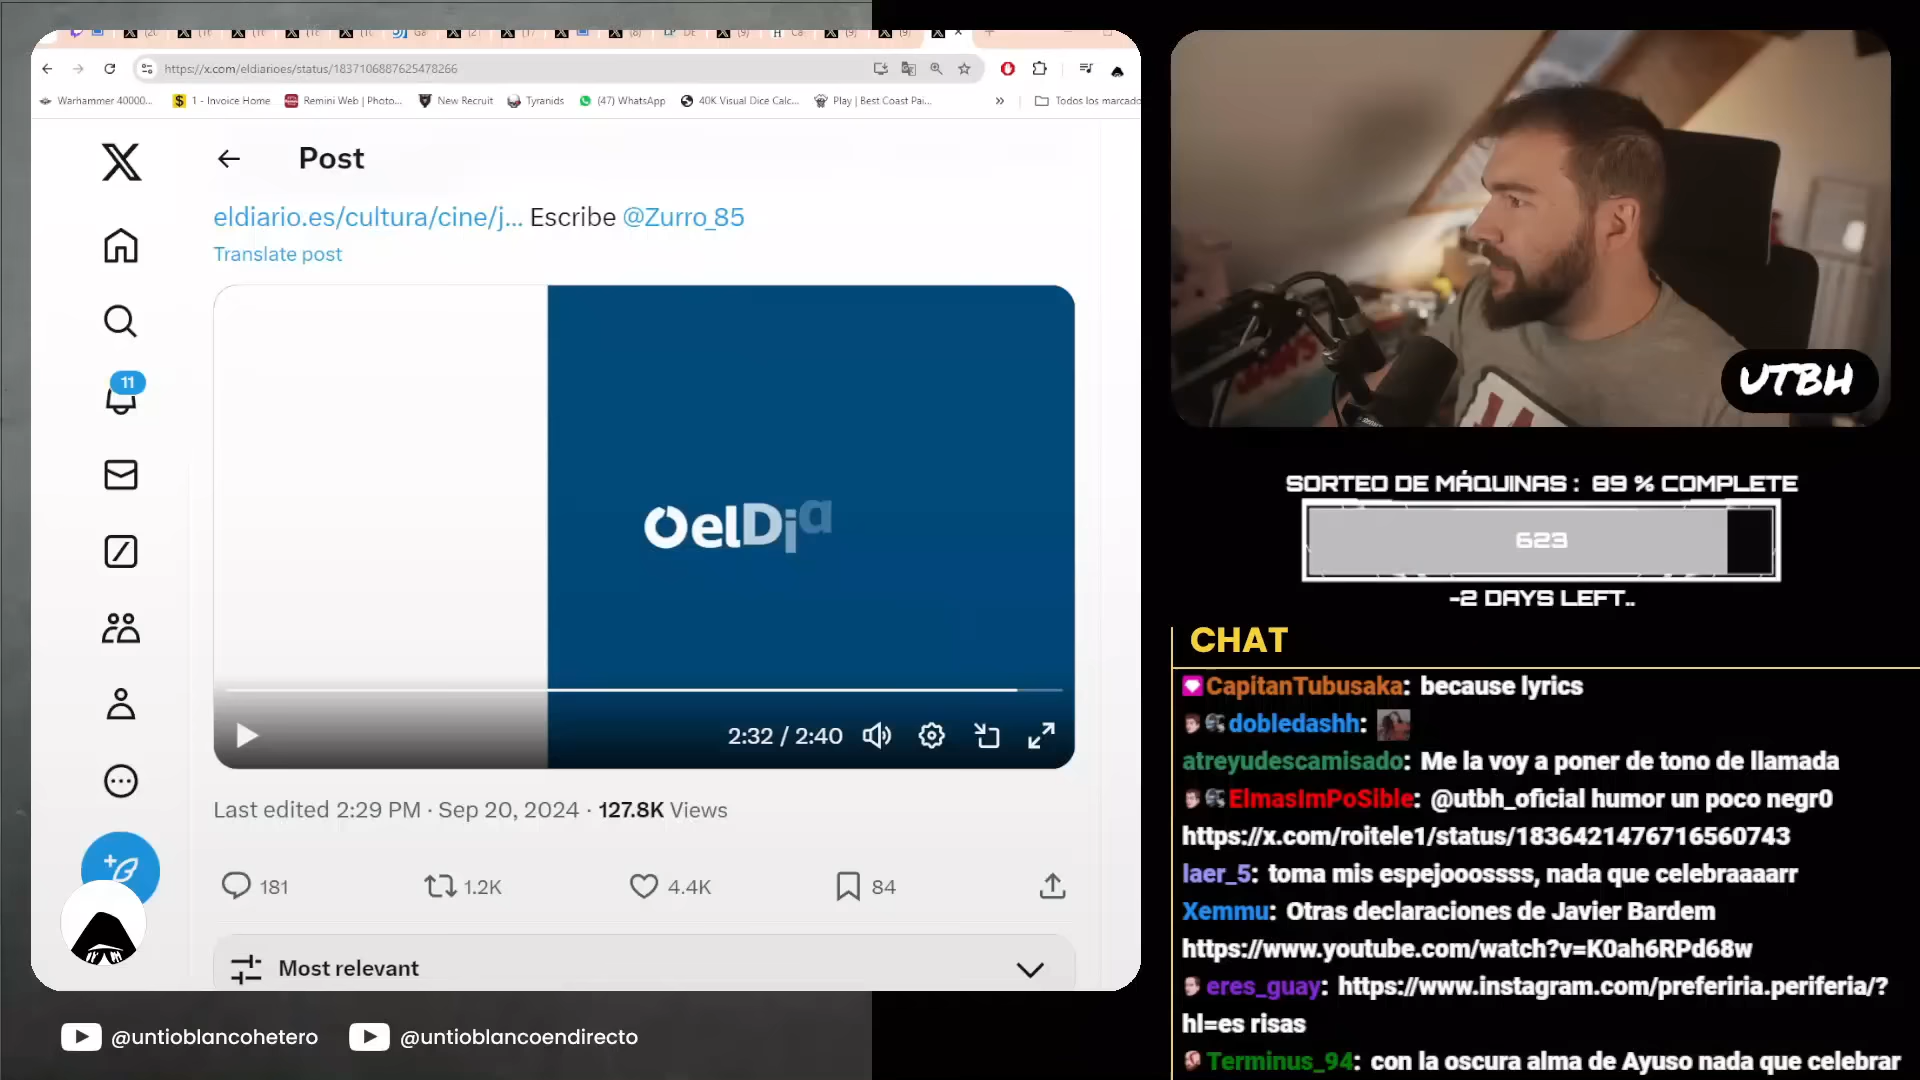 https://x.com/eldiarioes/status/1837106887625478266
Warhammer 40000...
1 - Invoice Home
Remini Web | Photo...
New Recruit
Tyranids
(47) WhatsApp
40K Visual Dice Calc...
Play | Best Coast Pai...
Todos los marcado
Post
eldiario.es/cultura/cine/j... Escribe @Zurro_85
Translate post
11
elDia
2:32 / 2:40
Last edited 2:29 PM · Sep 20, 2024 · 127.8K Views
181
1.2K
4.4K
84
Most relevant
@untioblancohetero
@untioblancoendirecto
UTBH
SORTEO DE MÁQUINAS : 89 % COMPLETE
623
-2 DAYS LEFT..
CHAT
CapitanTubusaka: because lyrics
dobledashh:
atreyudescamisado: Me la voy a poner de tono de llamada
ElmasImPoSible: @utbh_oficial humor un poco negr0
https://x.com/roitele1/status/1836421476716560743
laer_5: toma mis espejooossss, nada que celebraaaarr
Xemmu: Otras declaraciones de Javier Bardem
https://www.youtube.com/watch?v=K0ah6RPd68w
eres_guay: https://www.instagram.com/preferiria.periferia/?
hl=es risas
Terminus_94: con la oscura alma de Ayuso nada que celebrar